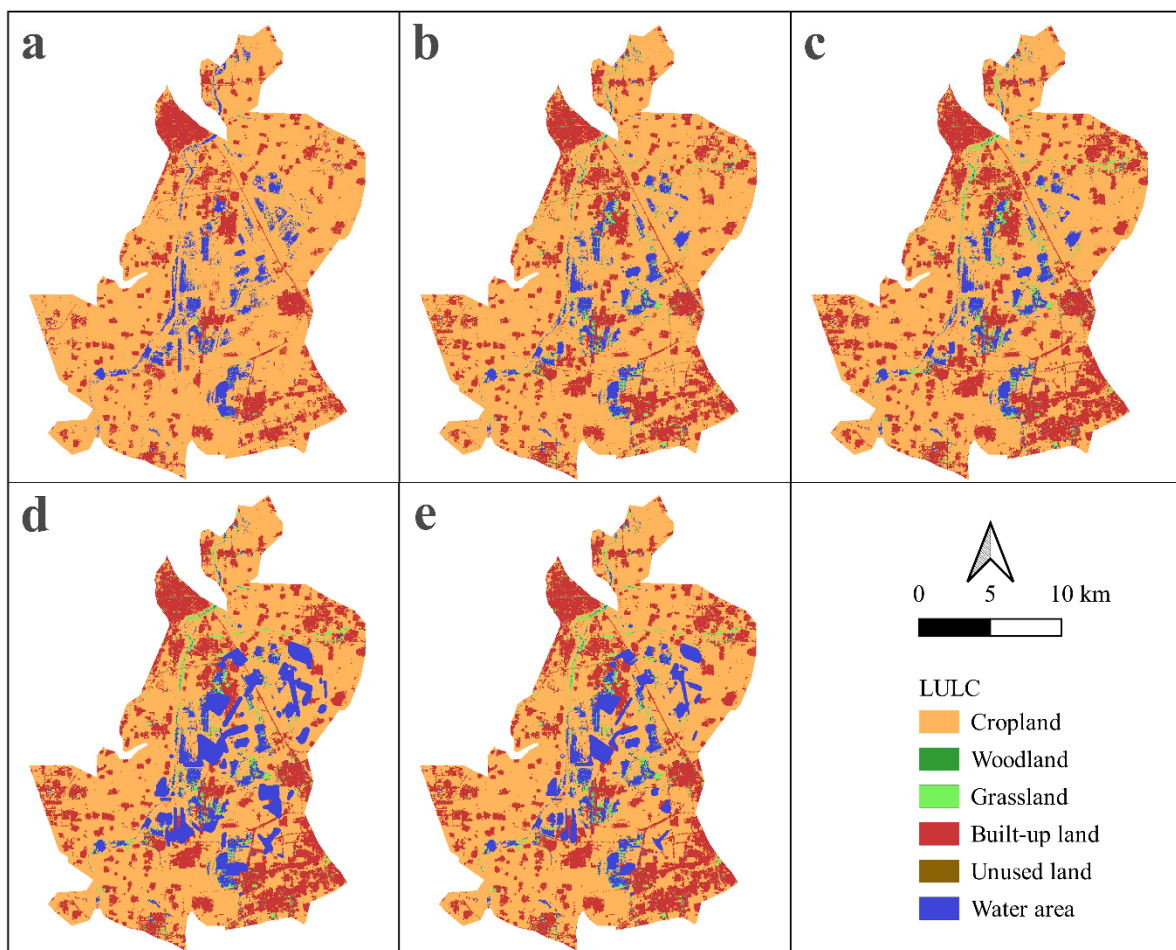 a
b
c
d
e
0 5 10 km
LULC
Cropland
Woodland
Grassland
Built-up land
Unused land
Water area